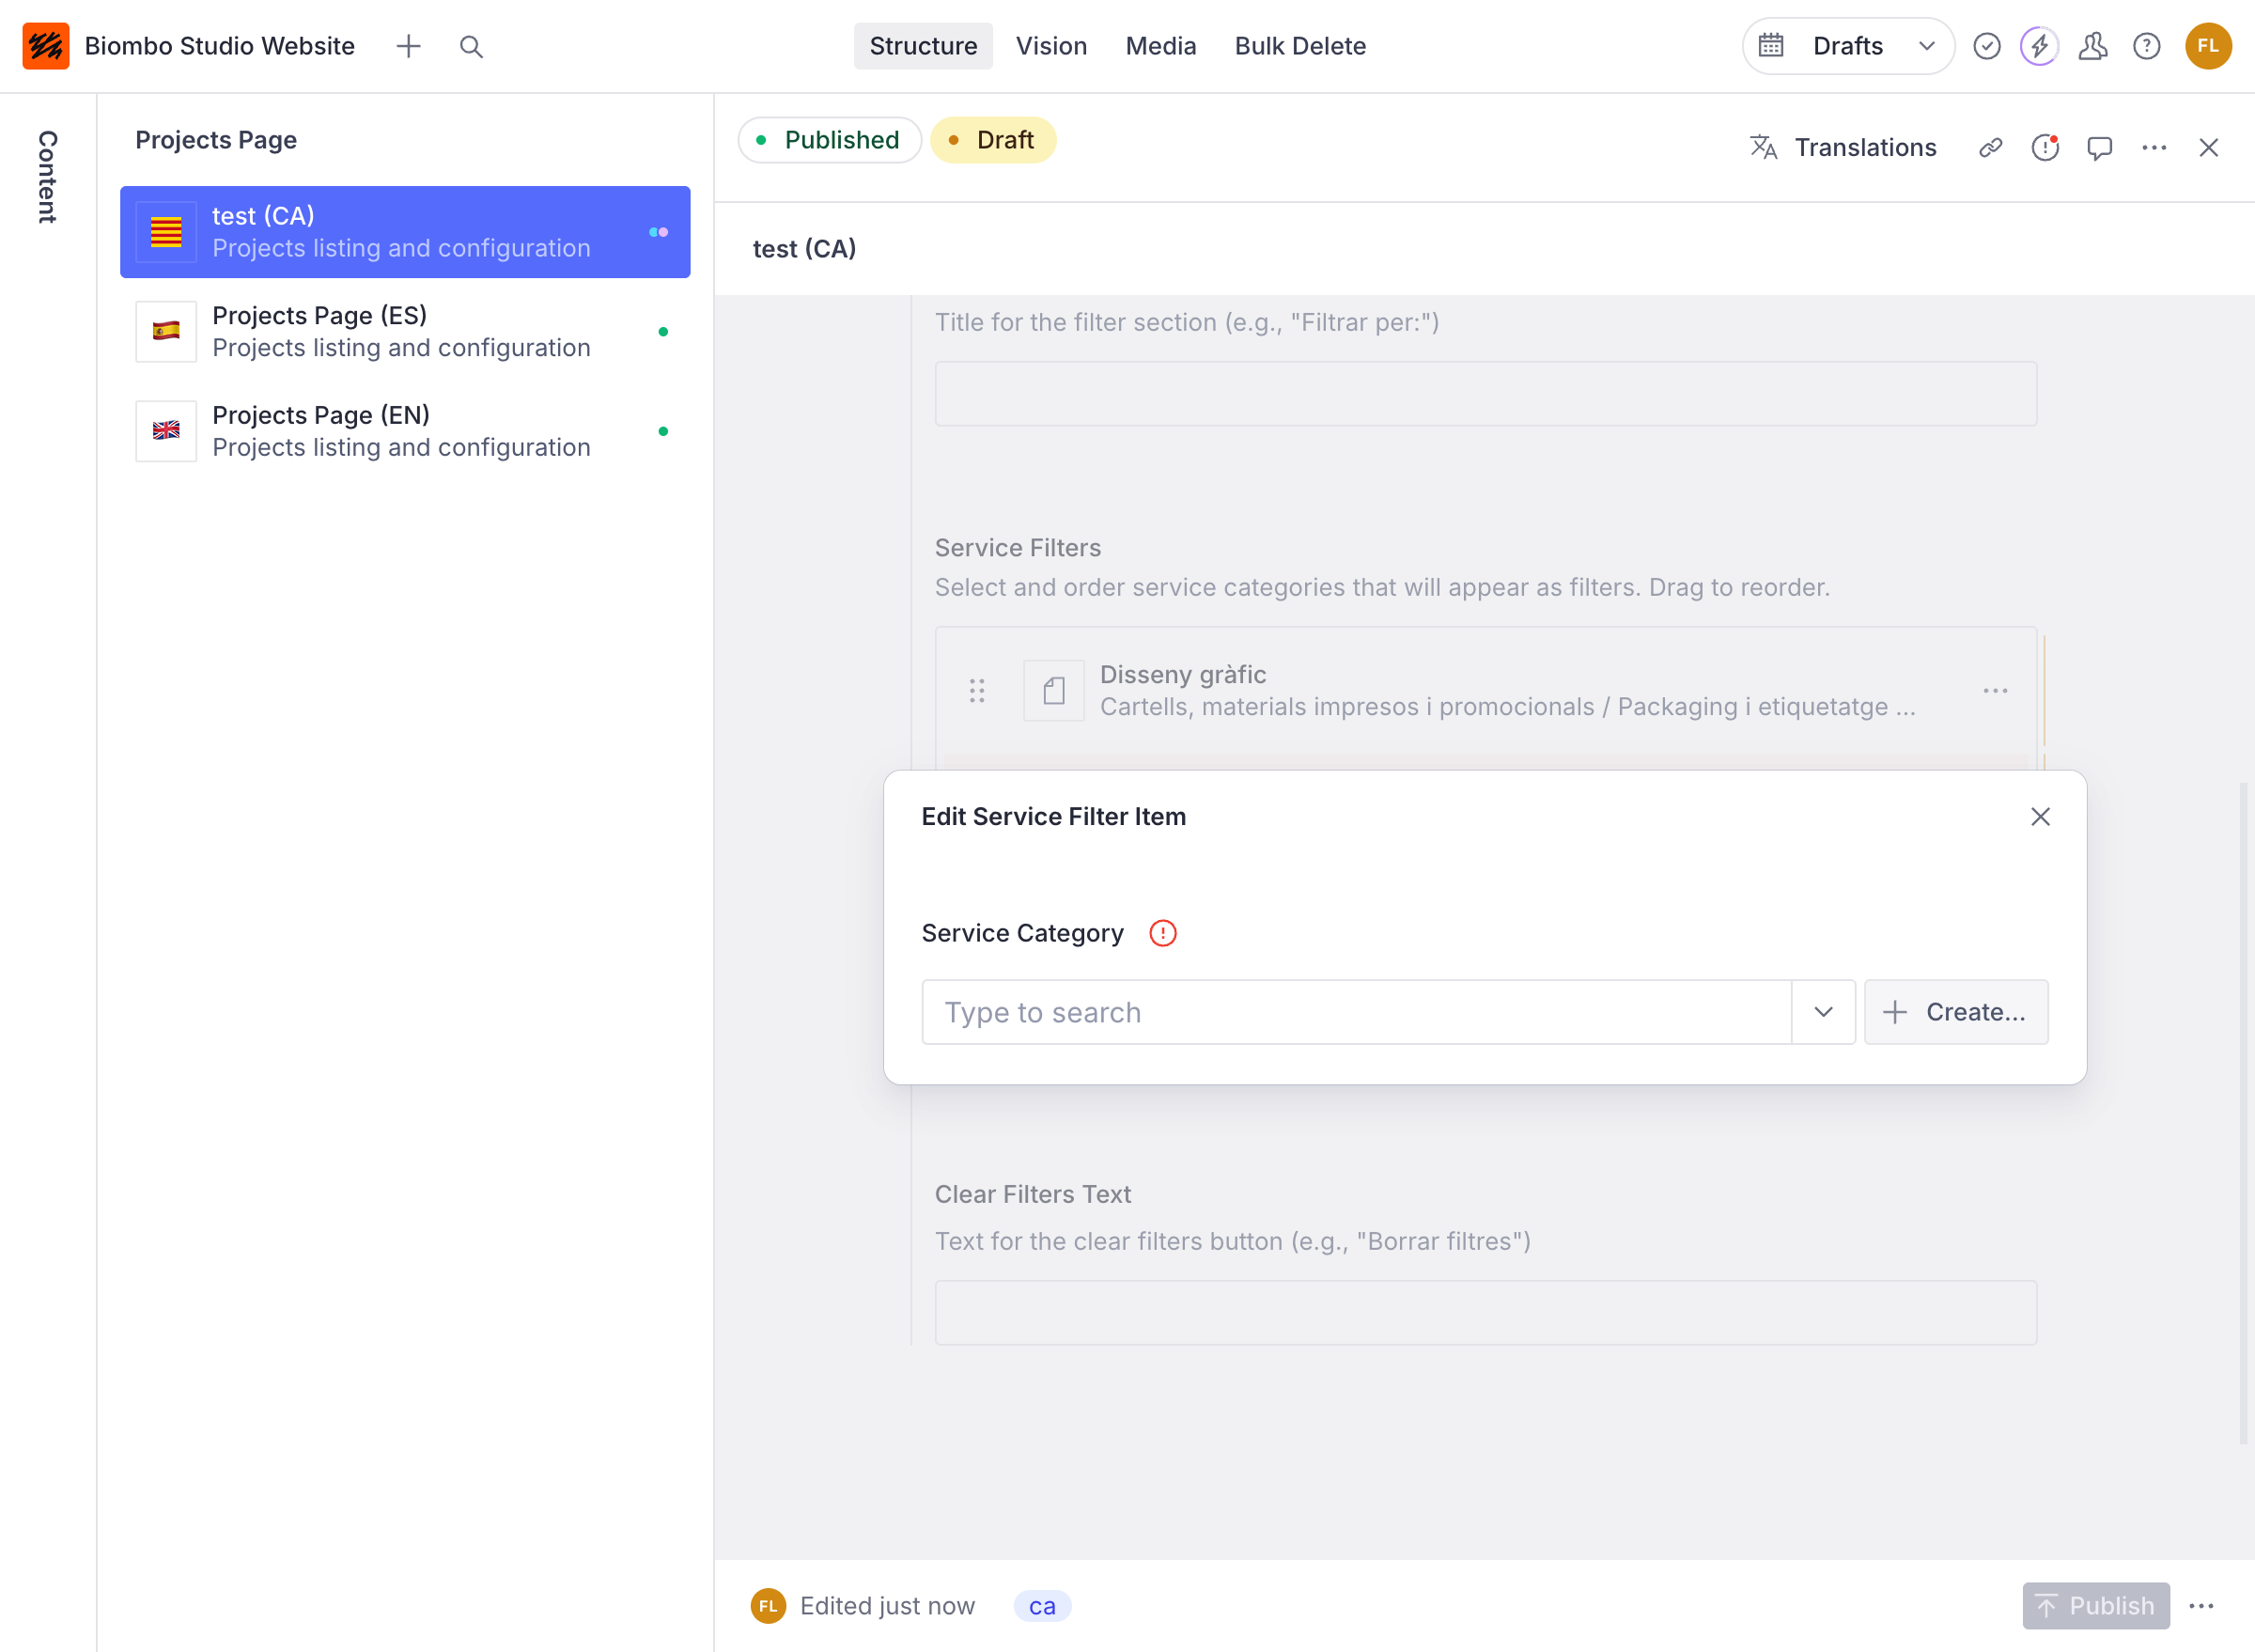 Biombo Studio Website
Structure
Vision
Media
Bulk Delete
Drafts
FL
Content
Projects Page
test (CA)
Projects listing and configuration
Projects Page (ES)
Projects listing and configuration
Projects Page (EN)
Projects listing and configuration
Published
Draft
Translations
test (CA)
Title for the filter section (e.g., "Filtrar per:")
Service Filters
Select and order service categories that will appear as filters. Drag to reorder.
Disseny gràfic
Cartells, materials impresos i promocionals / Packaging i etiquetatge ...
Edit Service Filter Item
Service Category
Type to search
Create...
Clear Filters Text
Text for the clear filters button (e.g., "Borrar filtres")
FL
Edited just now
ca
Publish